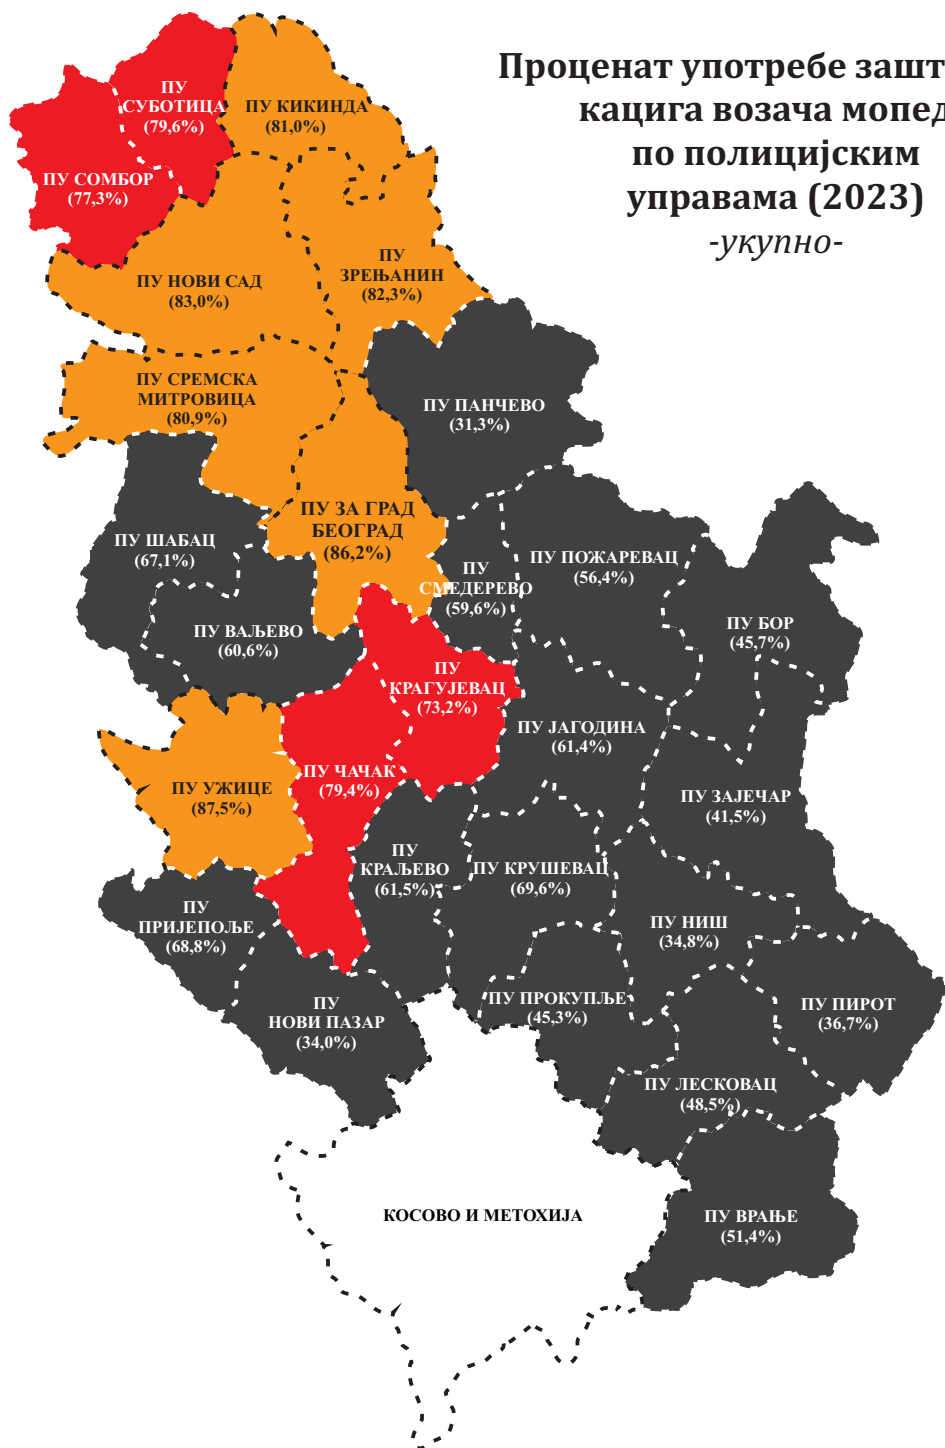 Проценат употребе
кацига возача
по полицијским
управама (2023)
-укупно-
ПУ
СУБОТИЦА
(79,6%)
ПУ КИКИНДА
(81,0%)
ПУ СОМБОР
(77,3%)
ПУ НОВИ САД
(83,0%)
ПУ
ЗРЕЊАНИН
(82,3%)
ПУ СРЕМСКА
МИТРОВИЦА
(80,9%)
ПУ ПАНЧЕВО
(31,3%)
ПУ ЗА ГРАД
БЕОГРАД
(86,2%)
ПУ ШАБАЦ
(67,1%)
ПУ
СМЕДЕРЕВО
(59,6%)
ПУ ПОЖАРЕВАЦ
(56,4%)
ПУ ВАЉЕВО
(60,6%)
ПУ БОР
(45,7%)
ПУ
КРАГУЈЕВАЦ
(73,2%)
ПУ ЈАГОДИНА
(61,4%)
ПУ ЧАЧАК
(79,4%)
ПУ УЖИЦЕ
(87,5%)
ПУ ЗАЈЕЧАР
(41,5%)
ПУ
КРАЉЕВО
(61,5%)
ПУ КРУШЕВАЦ
(69,6%)
ПУ
ПРИЈЕПОЉЕ
(68,8%)
ПУ НИШ
(34,8%)
ПУ
НОВИ ПАЗАР
(34,0%)
ПУ ПРОКУПЉЕ
(45,3%)
ПУ ПИРОТ
(36,7%)
ПУ ЛЕСКОВАЦ
(48,5%)
КОСОВО И МЕТОХИЈА
ПУ ВРАЊЕ
(51,4%)